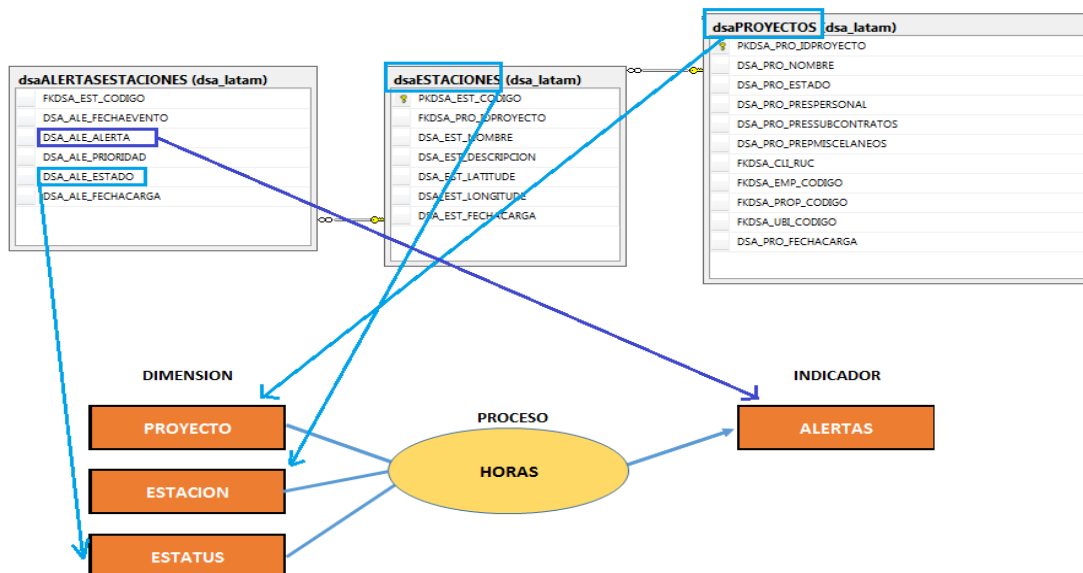 dsaALERTASESTACIONES (dsa_latam)
FKDSA_EST_CODIGO
DSA_ALE_FECHAEVENTO
DSA_ALE_ALERTA
DSA_ALE_PRIORIDAD
DSA_ALE_ESTADO
DSA_ALE_FECHACARGA
dsaESTACIONES (dsa_latam)
PKDSA_EST_CODIGO
FKDSA_PRO_IDPROYECTO
DSA_EST_NOMBRE
DSA_EST_DESCRIPCION
DSA_EST_LATITUDE
DSA_EST_LONGITUDE
DSA_EST_FECHACARGA
dsaPROYECTOS (dsa_latam)
PKDSA_PRO_IDPROYECTO
DSA_PRO_NOMBRE
DSA_PRO_ESTADO
DSA_PRO_PRESPERSONAL
DSA_PRO_PRESSUBCONTRATOS
DSA_PRO_PREPMISCELANEOS
FKDSA_CLI_RUC
FKDSA_EMP_CODIGO
FKDSA_PROP_CODIGO
FKDSA_UBI_CODIGO
DSA_PRO_FECHACARGA
DIMENSION
PROYECTO
ESTACION
ESTATUS
PROCESO
HORAS
INDICADOR
ALERTAS